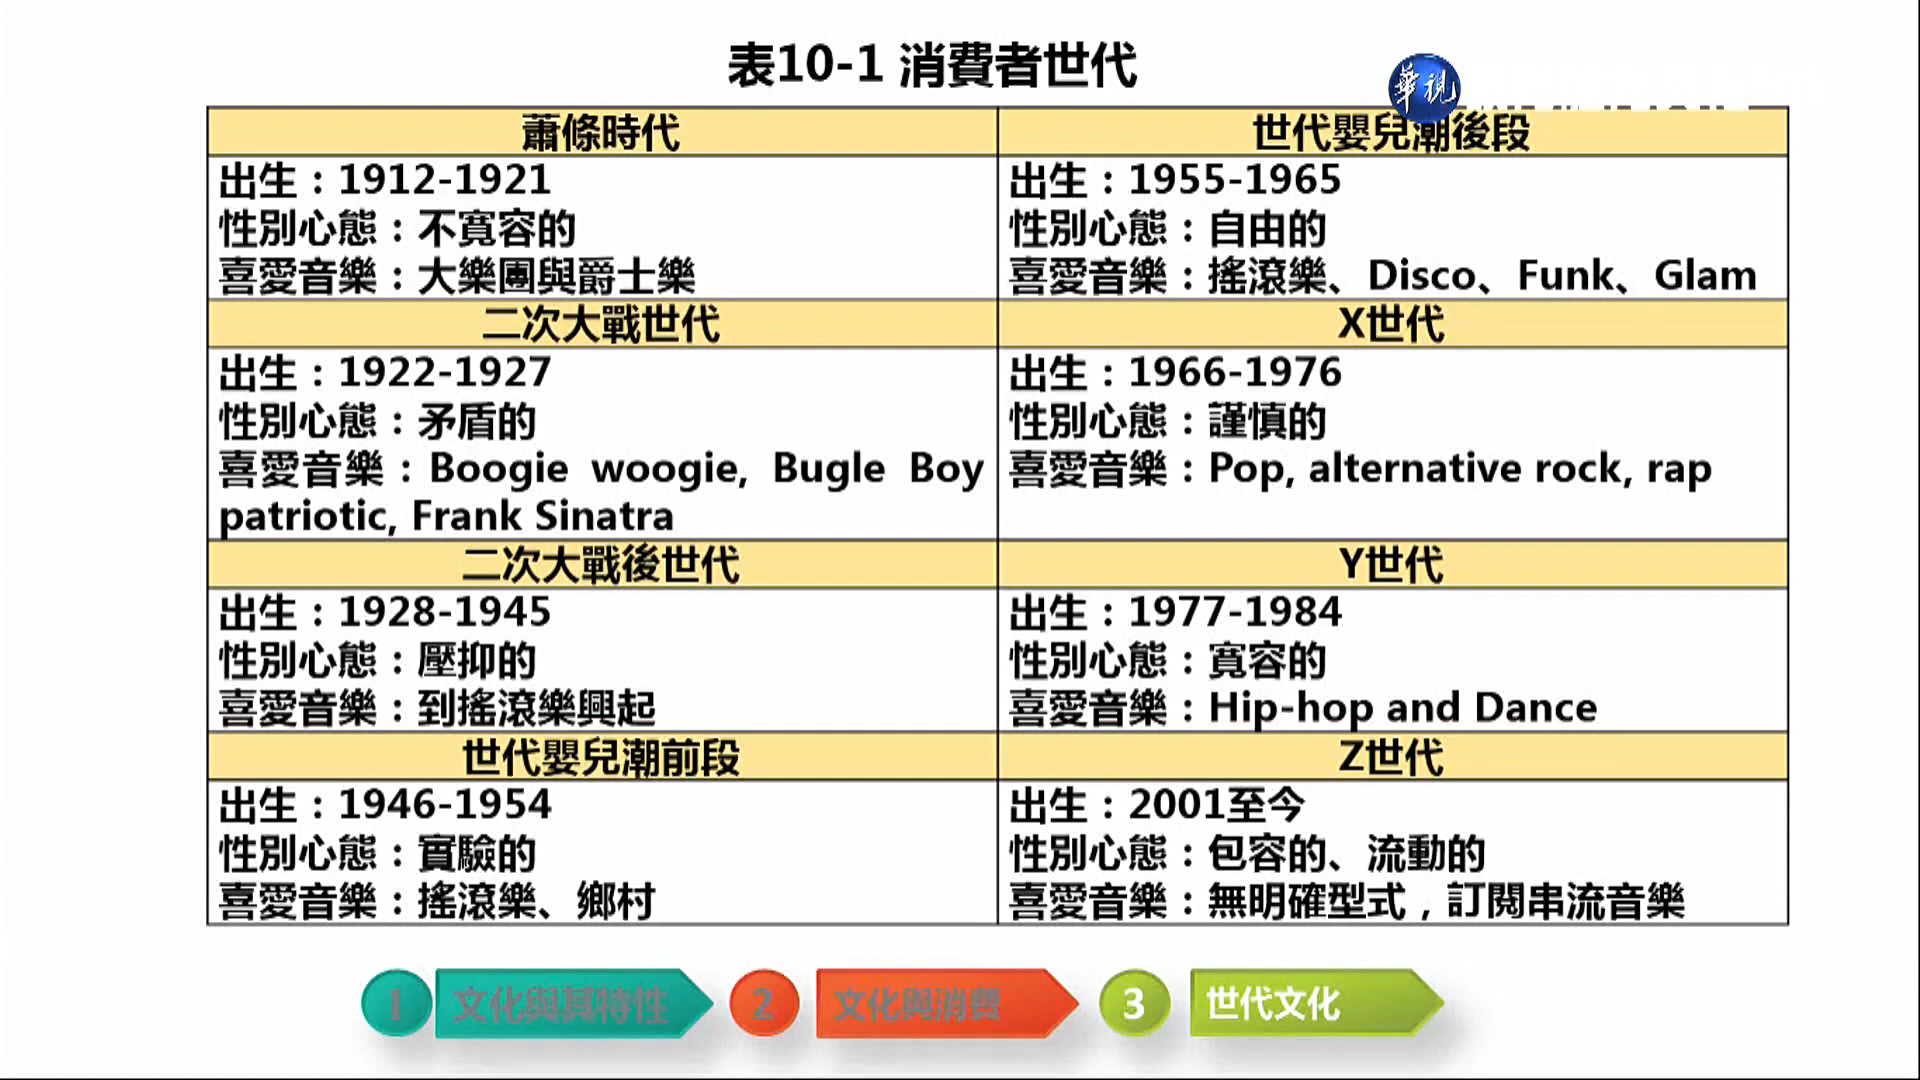 表10-1 消費者世代
華視
蕭條時代
出生：1912-1921
性別心態：不寬容的
喜愛音樂：大樂團與爵士樂
二次大戰世代
出生：1922-1927
性別心態：矛盾的
喜愛音樂：Boogie woogie, Bugle Boy
patriotic, Frank Sinatra
二次大戰後世代
出生：1928-1945
性別心態：壓抑的
喜愛音樂：到搖滾樂興起
世代嬰兒潮前段
出生：1946-1954
性別心態：實驗的
喜愛音樂：搖滾樂、鄉村
世代嬰兒潮後段
出生：1955-1965
性別心態：自由的
喜愛音樂：搖滾樂、Disco、Funk、Glam
X世代
出生：1966-1976
性別心態：謹慎的
喜愛音樂：Pop, alternative rock, rap
Y世代
出生：1977-1984
性別心態：寬容的
喜愛音樂：Hip-hop and Dance
Z世代
出生：2001至今
性別心態：包容的、流動的
喜愛音樂：無明確型式，訂閱串流音樂
1 文化與其特性
2 文化與消費
3 世代文化